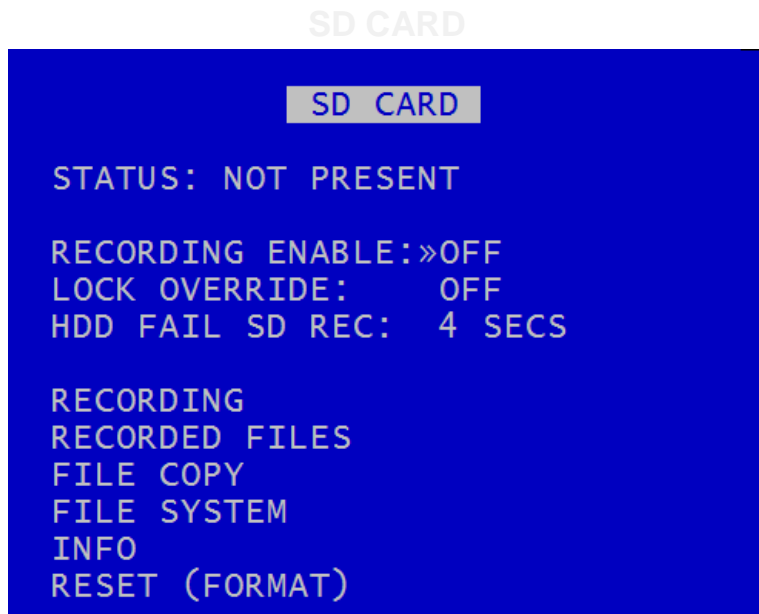 SD CARD
SD CARD
STATUS: NOT PRESENT
RECORDING ENABLE:»OFF
LOCK OVERRIDE: OFF
HDD FAIL SD REC: 4 SECS
RECORDING
RECORDED FILES
FILE COPY
FILE SYSTEM
INFO
RESET (FORMAT)